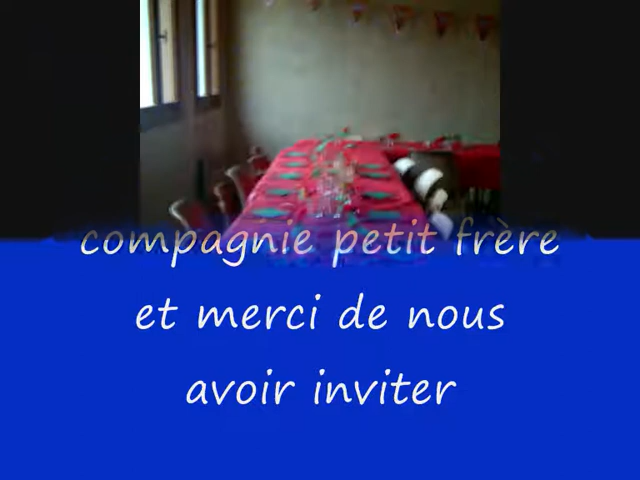 compagnie petit frère
et merci de nous
avoir inviter